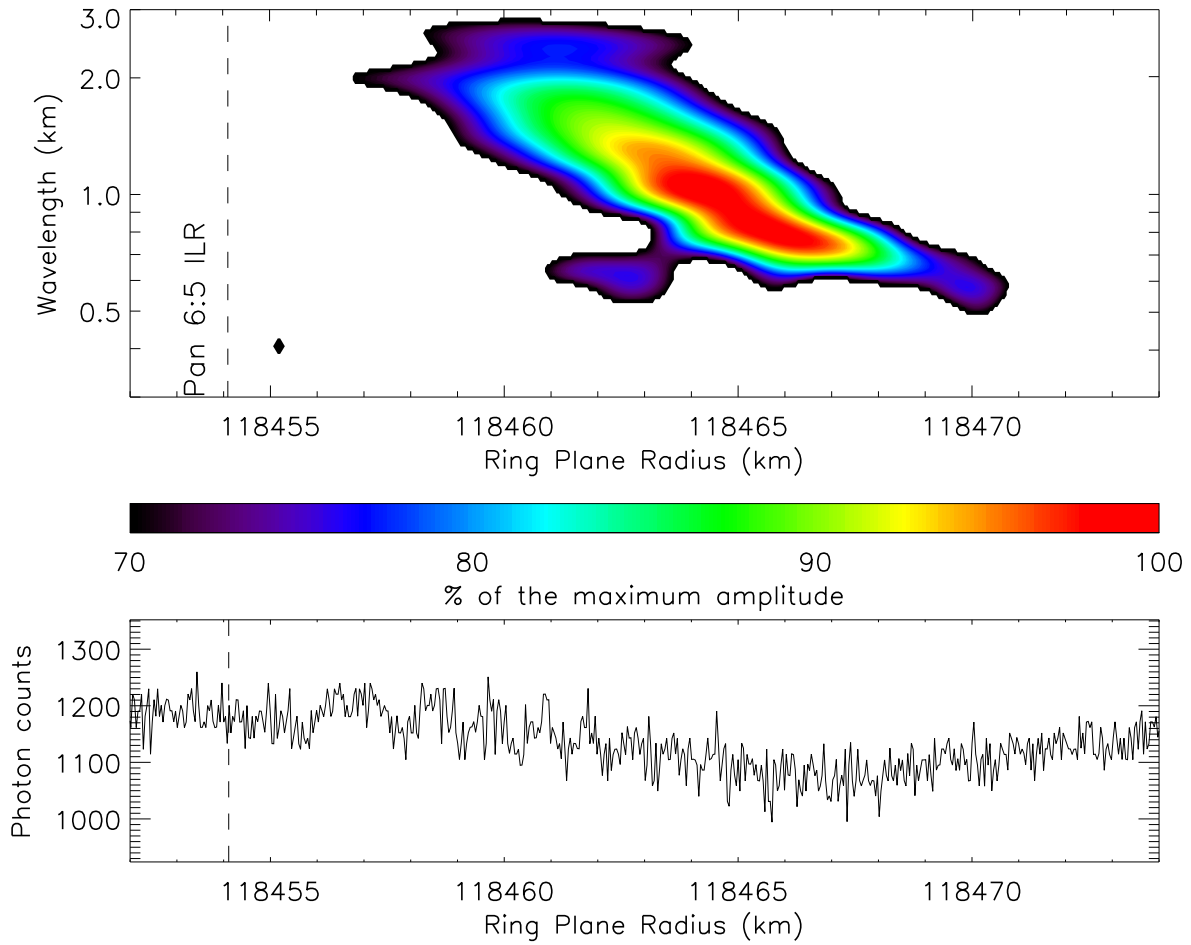 3.0
2.0
1.0
0.5
Wavelength (km)
Pan 6:5 ILR
118455 118460 118465 118470
Ring Plane Radius (km)
70 80 90 100
% of the maximum amplitude
1300
1200
1100
1000
Photon counts
118455 118460 118465 118470
Ring Plane Radius (km)